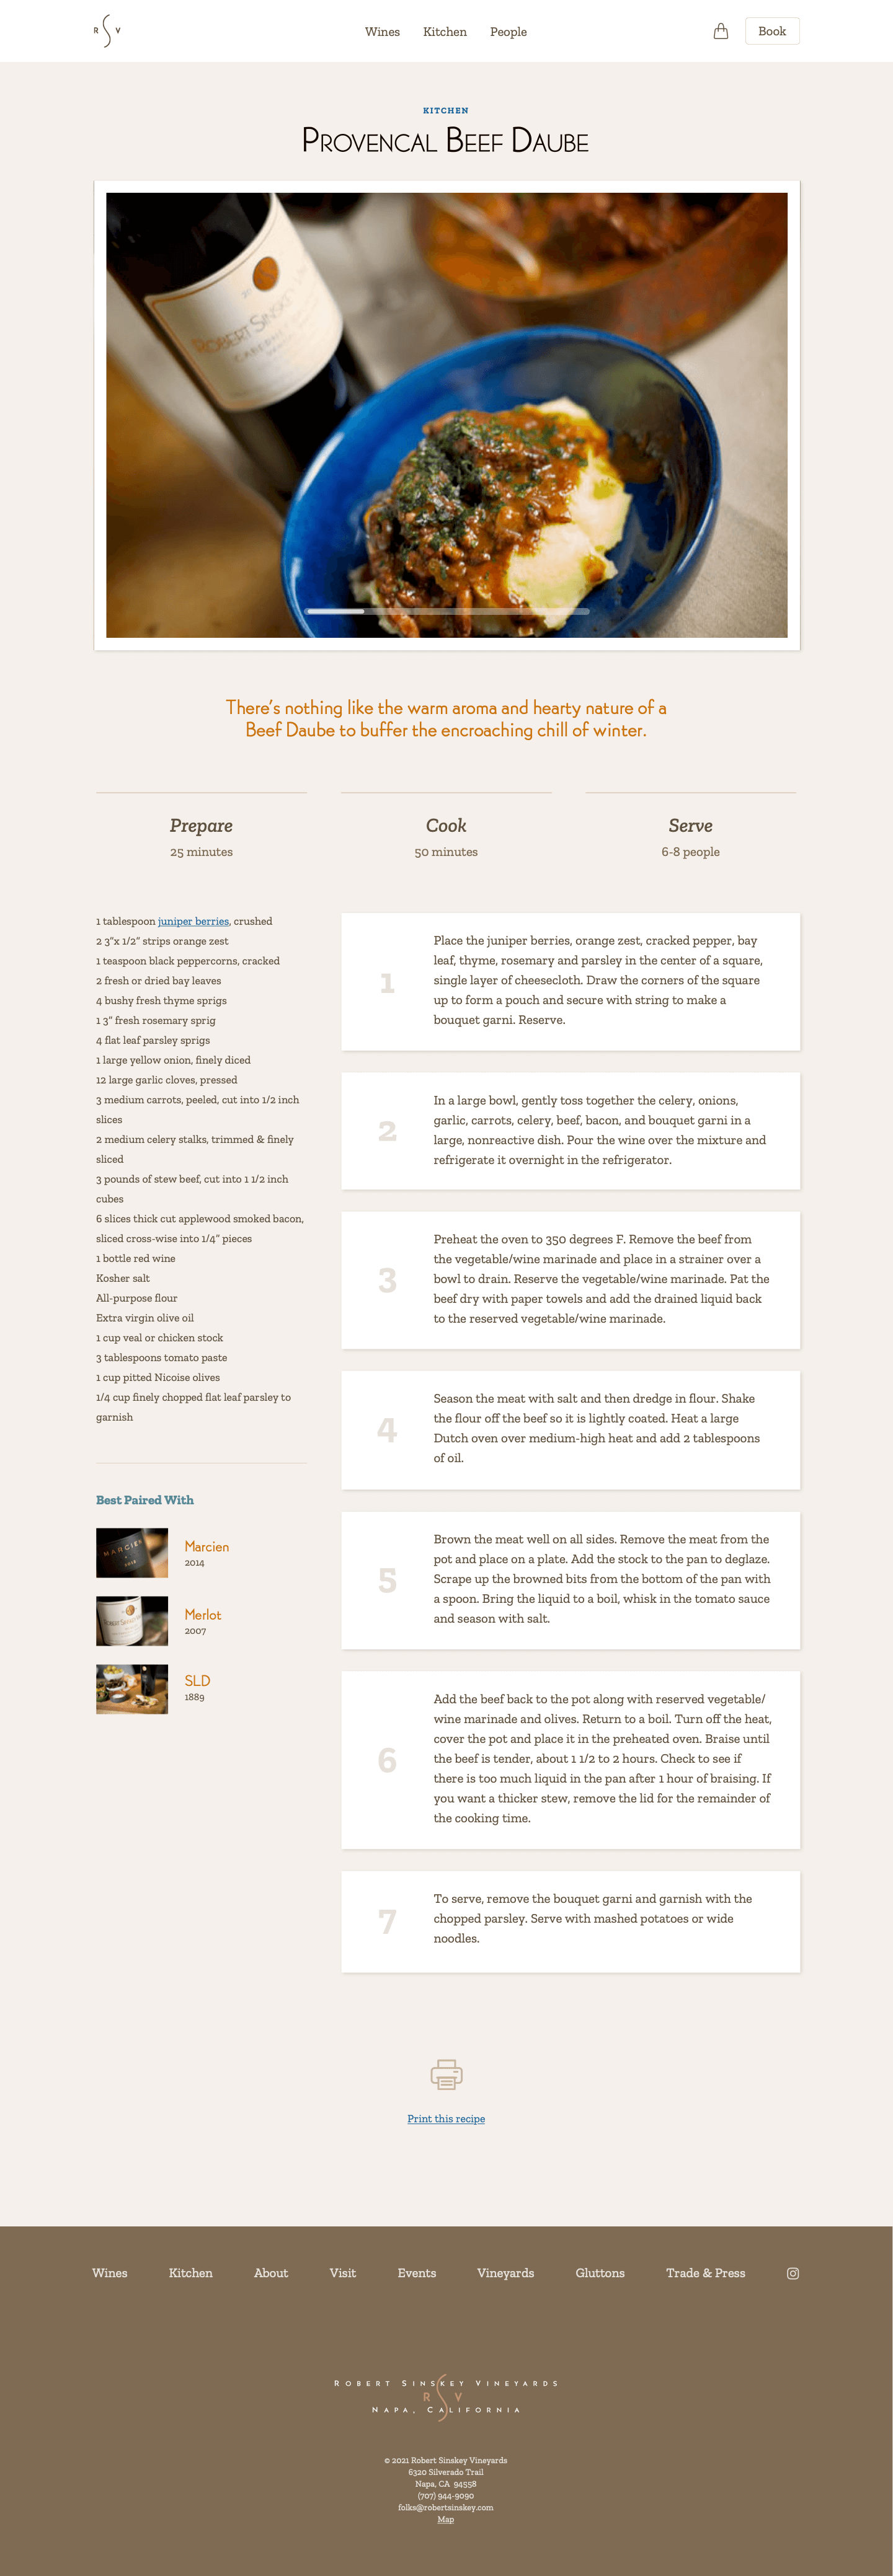 R S V
Wines
Kitchen
People
Book
KITCHEN
PROVENCAL BEEF DAUBE
ROBERT SINSKEY
There's nothing like the warm aroma and hearty nature of a
Beef Daube to buffer the encroaching chill of winter.
Prepare
25 minutes
Cook
50 minutes
Serve
6-8 people
1 tablespoon juniper berries, crushed
2 3"x 1/2" strips orange zest
1 teaspoon black peppercorns, cracked
2 fresh or dried bay leaves
4 bushy fresh thyme sprigs
1 3" fresh rosemary sprig
4 flat leaf parsley sprigs
1 large yellow onion, finely diced
12 large garlic cloves, pressed
3 medium carrots, peeled, cut into 1/2 inch
slices
2 medium celery stalks, trimmed & finely
sliced
3 pounds of stew beef, cut into 1 1/2 inch
cubes
6 slices thick cut applewood smoked bacon,
sliced cross-wise into 1/4" pieces
1 bottle red wine
Kosher salt
All-purpose flour
Extra virgin olive oil
1 cup veal or chicken stock
3 tablespoons tomato paste
1 cup pitted Nicoise olives
1/4 cup finely chopped flat leaf parsley to
garnish
Best Paired With
MARCIEN
Marcien
2014
Merlot
2007
SLD
1889
1
Place the juniper berries, orange zest, cracked pepper, bay
leaf, thyme, rosemary and parsley in the center of a square,
single layer of cheesecloth. Draw the corners of the square
up to form a pouch and secure with string to make a
bouquet garni. Reserve.
2
In a large bowl, gently toss together the celery, onions,
garlic, carrots, celery, beef, bacon, and bouquet garni in a
large, nonreactive dish. Pour the wine over the mixture and
refrigerate it overnight in the refrigerator.
3
Preheat the oven to 350 degrees F. Remove the beef from
the vegetable/wine marinade and place in a strainer over a
bowl to drain. Reserve the vegetable/wine marinade. Pat the
beef dry with paper towels and add the drained liquid back
to the reserved vegetable/wine marinade.
4
Season the meat with salt and then dredge in flour. Shake
the flour off the beef so it is lightly coated. Heat a large
Dutch oven over medium-high heat and add 2 tablespoons
of oil.
5
Brown the meat well on all sides. Remove the meat from the
pot and place on a plate. Add the stock to the pan to deglaze.
Scrape up the browned bits from the bottom of the pan with
a spoon. Bring the liquid to a boil, whisk in the tomato sauce
and season with salt.
6
Add the beef back to the pot along with reserved vegetable/
wine marinade and olives. Return to a boil. Turn off the heat,
cover the pot and place it in the preheated oven. Braise until
the beef is tender, about 1 1/2 to 2 hours. Check to see if
there is too much liquid in the pan after 1 hour of braising. If
you want a thicker stew, remove the lid for the remainder of
the cooking time.
7
To serve, remove the bouquet garni and garnish with the
chopped parsley. Serve with mashed potatoes or wide
noodles.
Print this recipe
Wines
Kitchen
About
Visit
Events
Vineyards
Gluttons
Trade & Press
ROBERT SINSKEY VINEYARDS
R S V
NAPA, CALIFORNIA
© 2021 Robert Sinskey Vineyards
6320 Silverado Trail
Napa, CA 94558
(707) 944-9090
folks@robertsinskey.com
Map